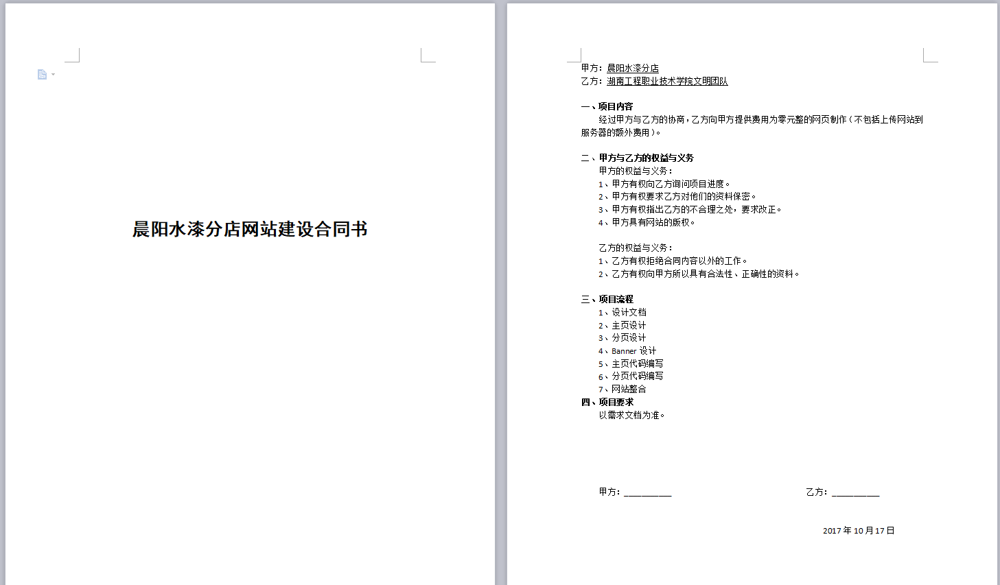 晨阳水漆分店网站建设合同书
甲方：晨阳水漆分店
乙方：湖南工程职业技术学院文明团队
一、项目内容
经过甲方与乙方的协商，乙方向甲方提供费用为零元整的网页制作（不包括上传网站到
服务器的额外费用）。
二、甲方与乙方的权益与义务
甲方的权益与义务：
1、甲方有权向乙方询问项目进度。
2、甲方有权要求乙方对他们的资料保密。
3、甲方有权指出乙方的不合理之处，要求改正。
4、甲方具有网站的版权。
乙方的权益与义务：
1、乙方有权拒绝合同内容以外的工作。
2、乙方有权向甲方所以具有合法性、正确性的资料。
三、项目流程
1、设计文档
2、主页设计
3、分页设计
4、Banner 设计
5、主页代码编写
6、分页代码编写
7、网站整合
四、项目要求
以需求文档为准。
甲方：___________ 乙方：___________
2017 年 10 月 17 日